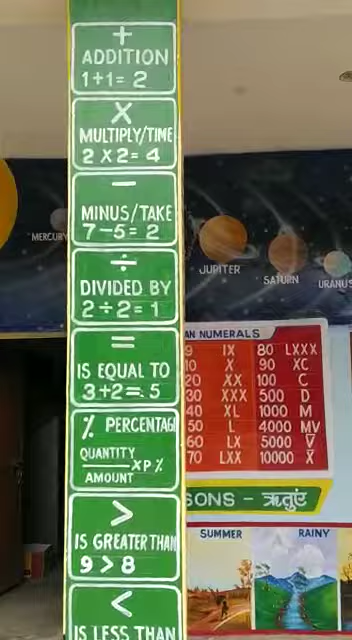 +
ADDITION
1+1= 2
X
MULTIPLY/TIME
2 X 2= 4
−
MINUS/TAKE
7−5= 2
÷
DIVIDED BY
2÷2= 1
=
IS EQUAL TO
3+2= 5
% PERCENTAGE
QUANTITY
AMOUNT
XP%
>
IS GREATER THAN
9 > 8
<
IS LESS THAN
MERCURY
JUPITER
SATURN
URANUS
AN NUMERALS
9 IX 80 LXXX
10 X 90 XC
20 XX 100 C
30 XXX 500 D
40 XL 1000 M
50 L 4000 MV
60 LX 5000 V̅
70 LXX 10000 X̅
SONS - ऋतुएं
SUMMER RAINY